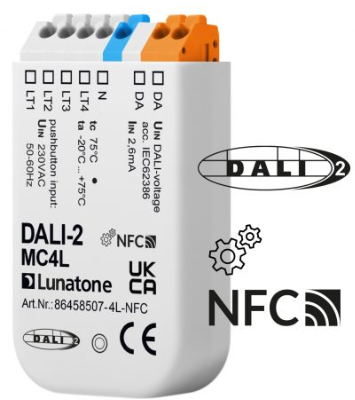 LT1
LT2
LT3
LT4
N
DA
DA
pushbutton input:
UIN 230VAC
50-60Hz
tc 75°C
ta -20°C ... +75°C
UIN DALI-voltage
acc. IEC62386
IIN 2,6mA
DALI-2
NFC
MC4L
Lunatone
UK
CA
Art.Nr.:86458507-4L-NFC
DALI 2
CE
DALI 2
NFC